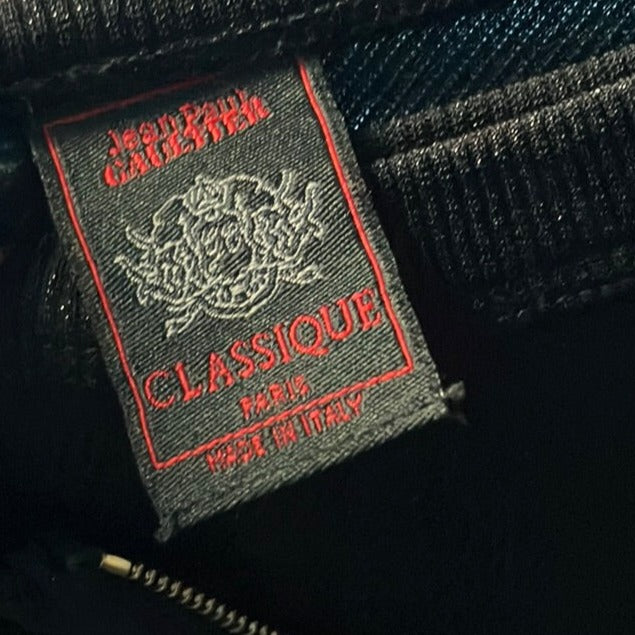 Jean Paul
GAULTIER
CLASSIQUE
PARIS
MADE IN ITALY